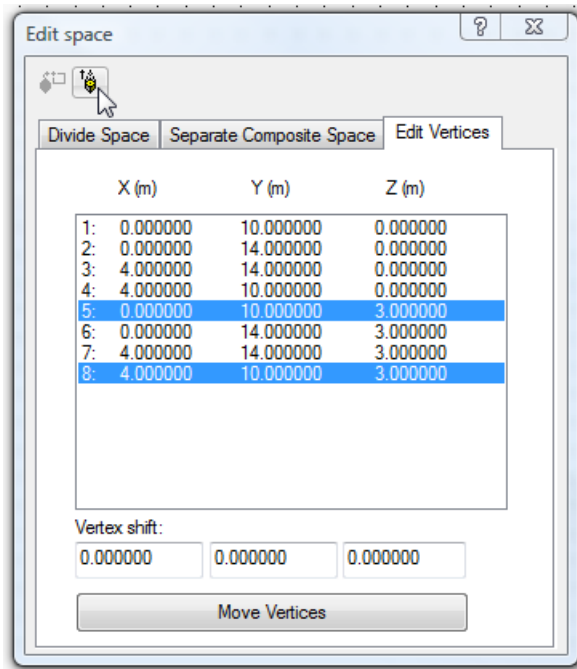 Edit space
Divide Space Separate Composite Space Edit Vertices
X (m) Y (m) Z (m)
1: 0.000000 10.000000 0.000000
2: 0.000000 14.000000 0.000000
3: 4.000000 14.000000 0.000000
4: 4.000000 10.000000 0.000000
5: 0.000000 10.000000 3.000000
6: 0.000000 14.000000 3.000000
7: 4.000000 14.000000 3.000000
8: 4.000000 10.000000 3.000000
Vertex shift:
0.000000 0.000000 0.000000
Move Vertices